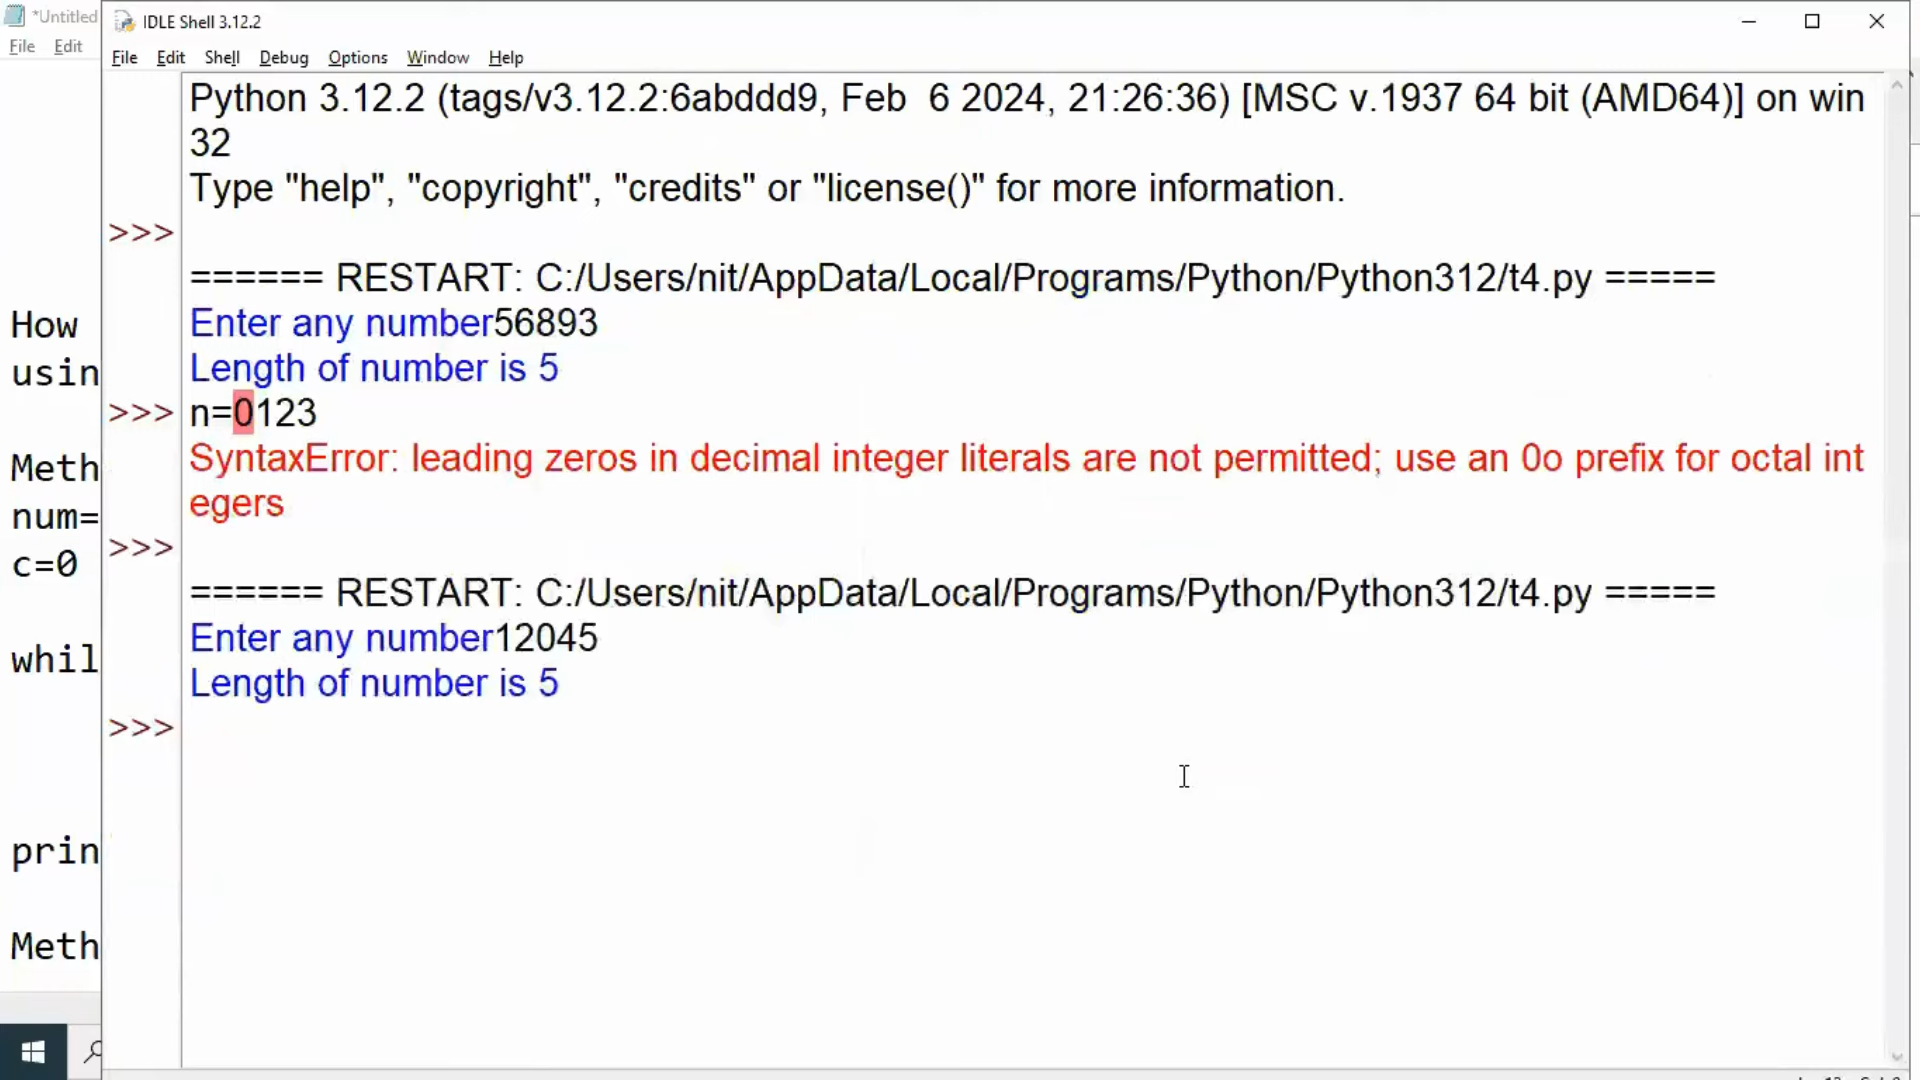 *Untitled
File Edit
How
usin
Meth
num=
c=0
whil
prin
Meth
IDLE Shell 3.12.2
File Edit Shell Debug Options Window Help
Python 3.12.2 (tags/v3.12.2:6abddd9, Feb  6 2024, 21:26:36) [MSC v.1937 64 bit (AMD64)] on win
32
Type "help", "copyright", "credits" or "license()" for more information.
>>>
====== RESTART: C:/Users/nit/AppData/Local/Programs/Python/Python312/t4.py =====
Enter any number56893
Length of number is 5
>>> n=0123
SyntaxError: leading zeros in decimal integer literals are not permitted; use an 0o prefix for octal int
egers
>>>
====== RESTART: C:/Users/nit/AppData/Local/Programs/Python/Python312/t4.py =====
Enter any number12045
Length of number is 5
>>>